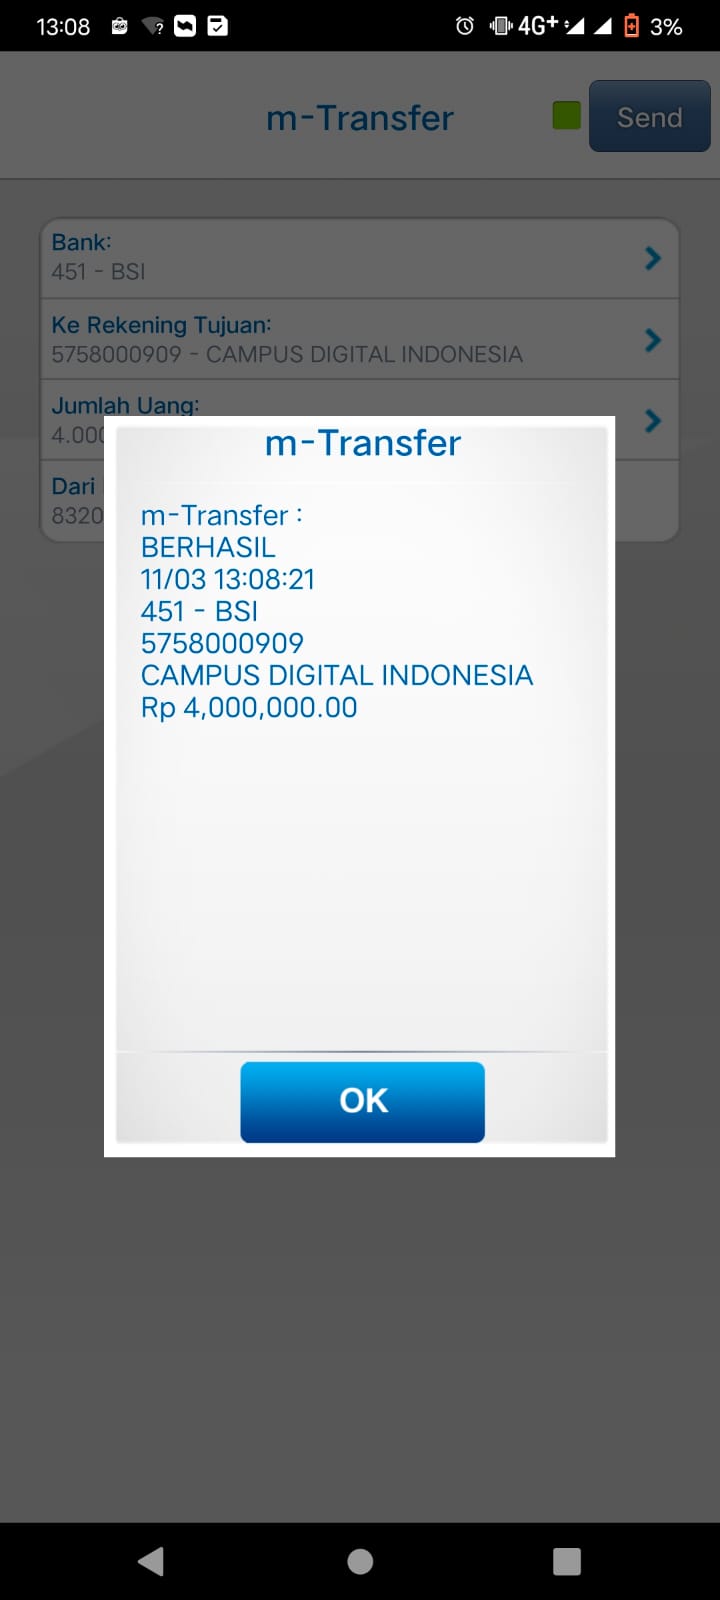 13:08 4G+ 3%
m-Transfer Send
Bank:
451 - BSI
Ke Rekening Tujuan:
5758000909 - CAMPUS DIGITAL INDONESIA
Jumlah Uang:
4.000
Dari
8320
m-Transfer
m-Transfer :
BERHASIL
11/03 13:08:21
451 - BSI
5758000909
CAMPUS DIGITAL INDONESIA
Rp 4,000,000.00
OK